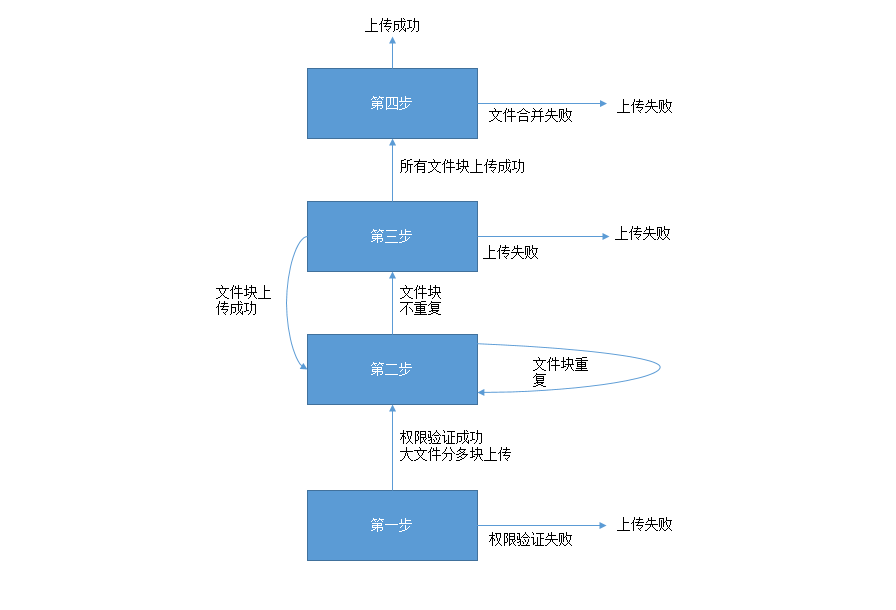 上传成功
第四步
上传失败
文件合并失败
所有文件块上传成功
第三步
上传失败
上传失败
文件块上
传成功
文件块
不重复
第二步
文件块重
复
权限验证成功
大文件分多块上传
第一步
上传失败
权限验证失败